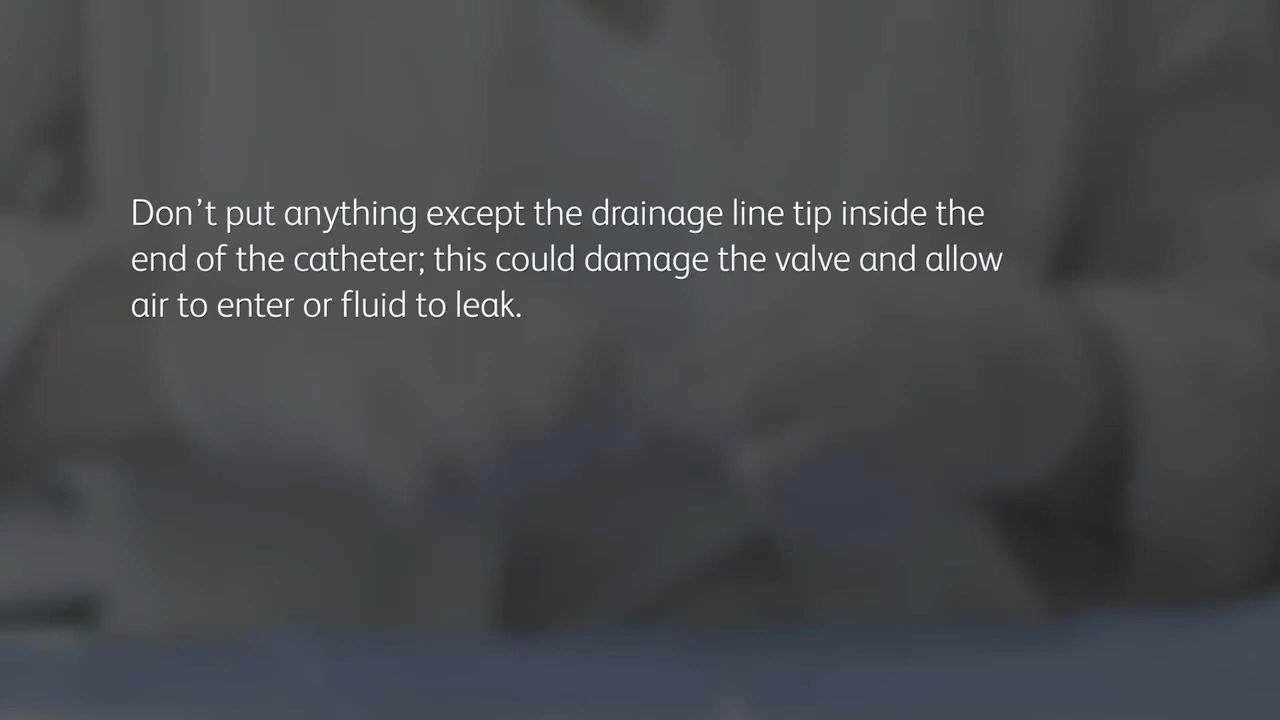 Don’t put anything except the drainage line tip inside the
end of the catheter; this could damage the valve and allow
air to enter or fluid to leak.